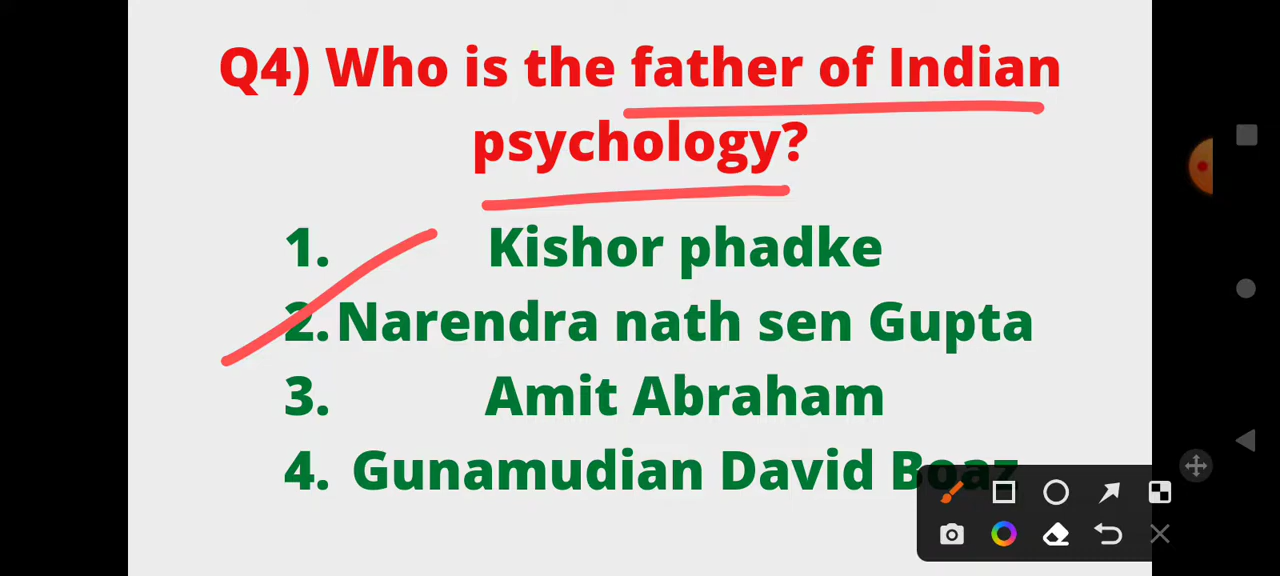 Q4) Who is the father of Indian
psychology?
1. Kishor phadke
2. Narendra nath sen Gupta
3. Amit Abraham
4. Gunamudian David Boaz